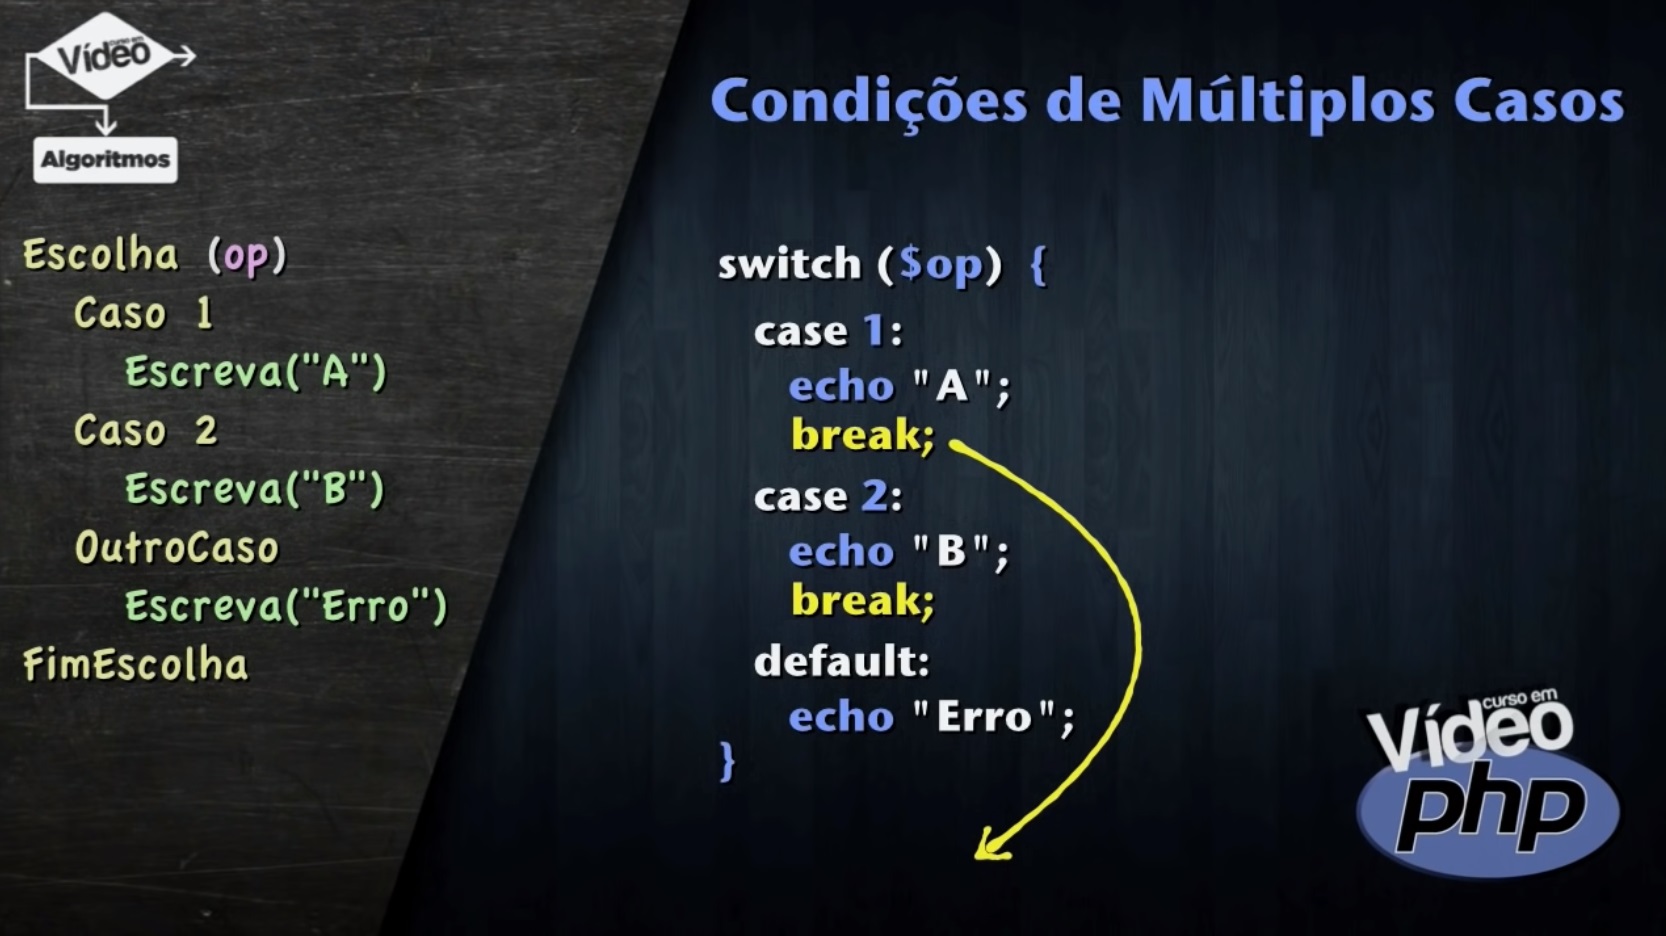 curso em
Vídeo
Algoritmos
Condições de Múltiplos Casos
Escolha (op)
Caso 1
Escreva("A")
Caso 2
Escreva("B")
OutroCaso
Escreva("Erro")
FimEscolha
switch ($op) {
case 1:
echo "A";
break;
case 2:
echo "B";
break;
default:
echo "Erro";
}
curso em
Vídeo
php